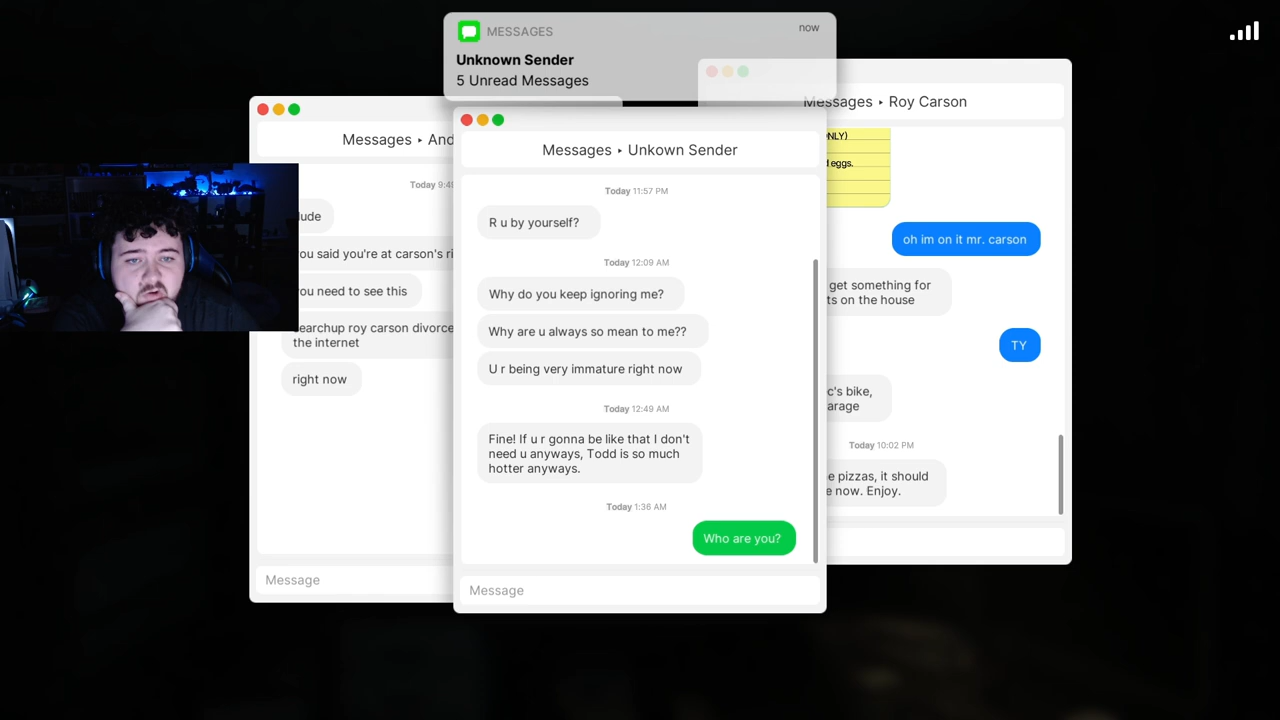 MESSAGES
now
Unknown Sender
5 Unread Messages
Messages ‣ And
Today 9:4
dude
you said you're at carson's ri
you need to see this
searchup roy carson divorce
the internet
right now
Message
Messages ‣ Unkown Sender
Today 11:57 PM
R u by yourself?
Today 12:09 AM
Why do you keep ignoring me?
Why are u always so mean to me??
U r being very immature right now
Today 12:49 AM
Fine! If u r gonna be like that I don't
need u anyways, Todd is so much
hotter anyways.
Today 1:36 AM
Who are you?
Message
Messages ‣ Roy Carson
NLY)
d eggs.
oh im on it mr. carson
get something for
ts on the house
TY
c's bike,
arage
Today 10:02 PM
e pizzas, it should
e now. Enjoy.